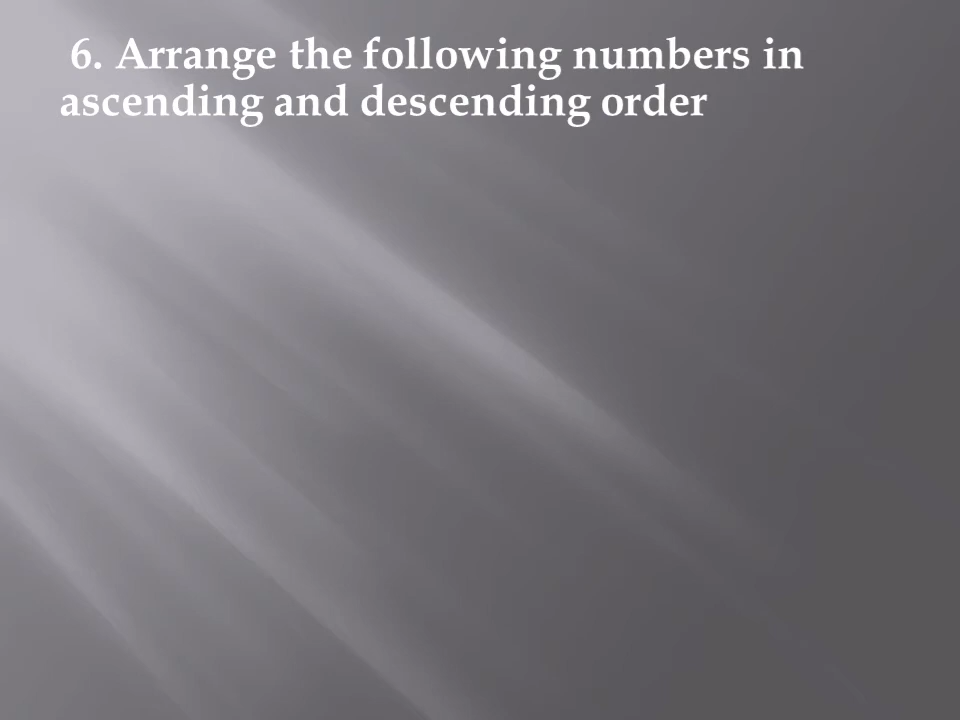 6. Arrange the following numbers in
ascending and descending order